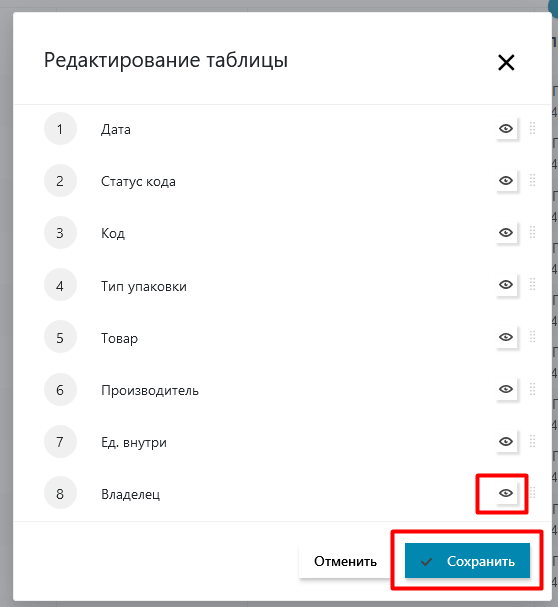 Редактирование таблицы
1 Дата
2 Статус кода
3 Код
4 Тип упаковки
5 Товар
6 Производитель
7 Ед. внутри
8 Владелец
Отменить Сохранить